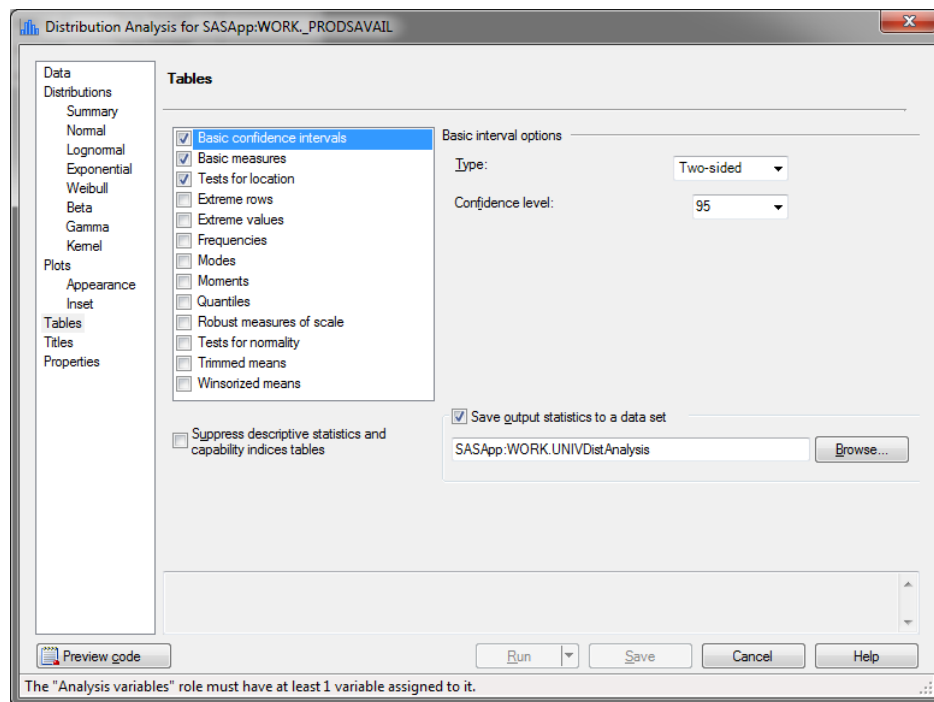 Distribution Analysis for SASApp:WORK._PRODSAVAIL
Data
Distributions
Summary
Normal
Lognormal
Exponential
Weibull
Beta
Gamma
Kernel
Plots
Appearance
Inset
Tables
Titles
Properties
Tables
Basic confidence intervals
Basic measures
Tests for location
Extreme rows
Extreme values
Frequencies
Modes
Moments
Quantiles
Robust measures of scale
Tests for normality
Trimmed means
Winsorized means
Suppress descriptive statistics and
capability indices tables
Basic interval options
Type: Two-sided
Confidence level: 95
Save output statistics to a data set
SASApp:WORK.UNIVDistAnalysis Browse...
Preview code Run Save Cancel Help
The "Analysis variables" role must have at least 1 variable assigned to it.